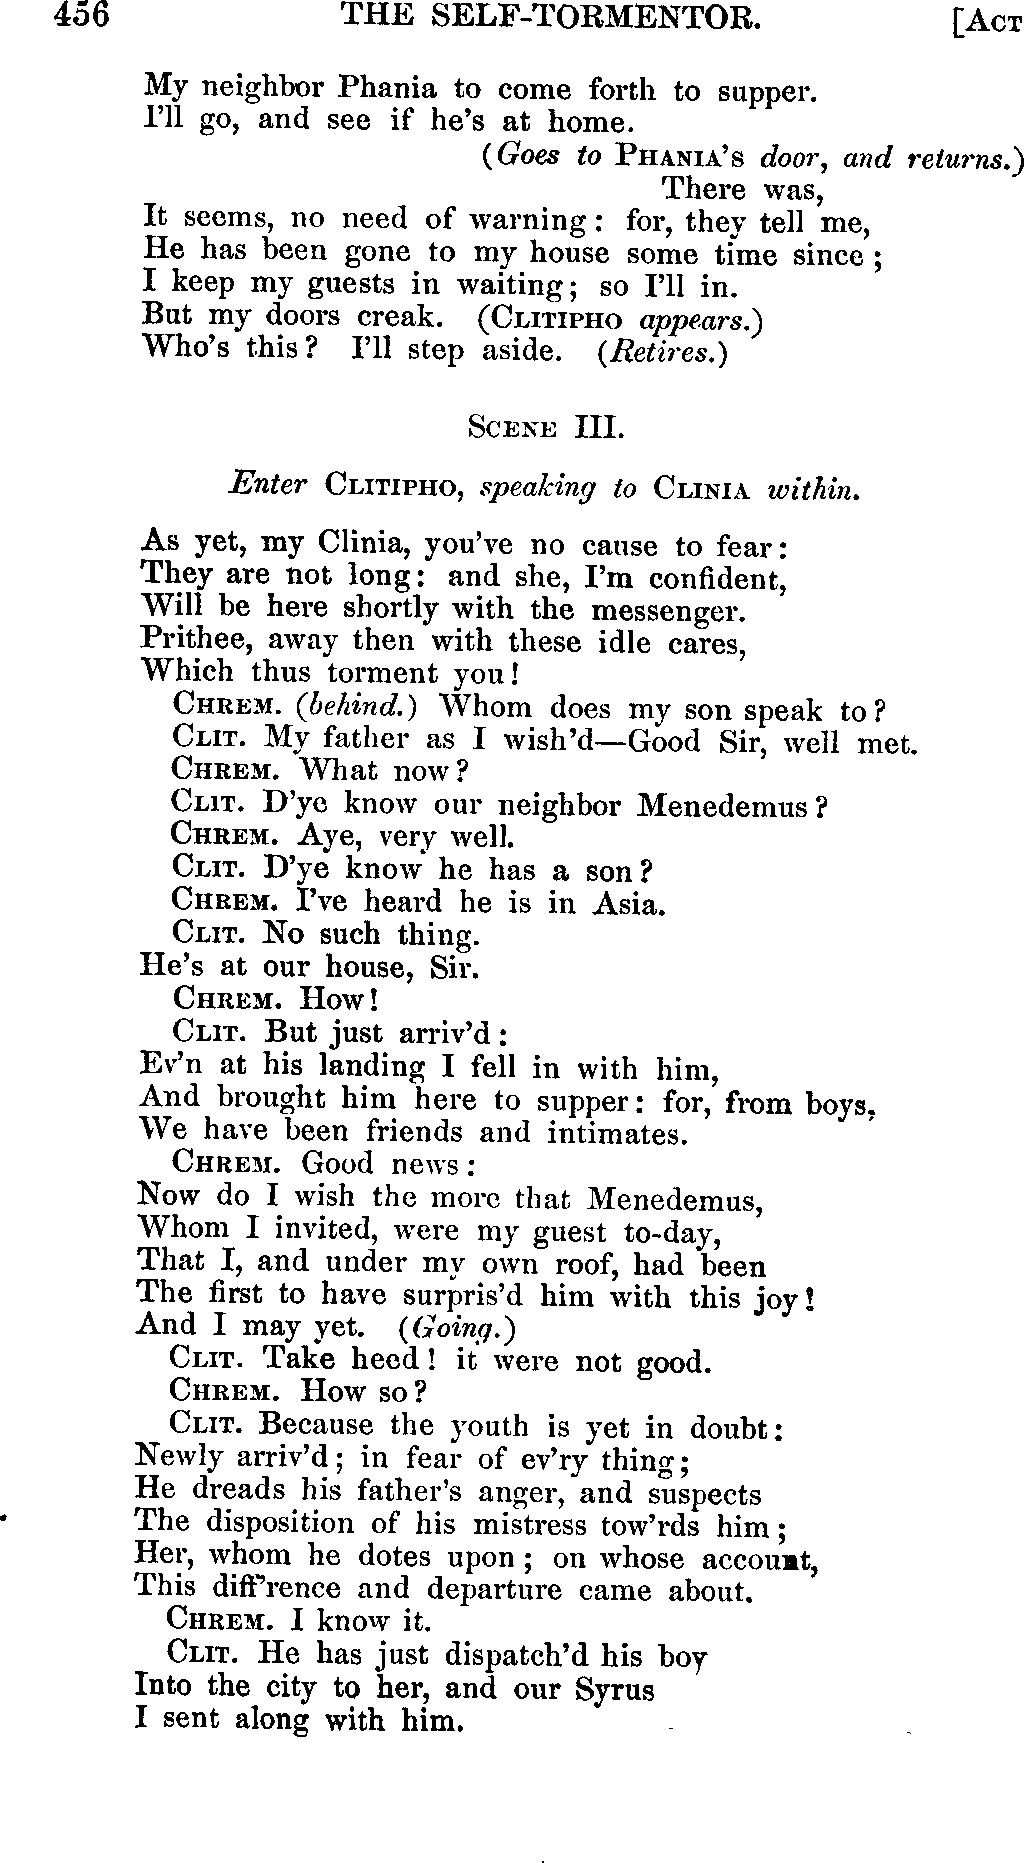 456 THE SELF-TORMENTOR. [ACT
My neighbor Phania to come forth to supper.
I'll go, and see if he's at home.
(Goes to PHANIA'S door, and returns.)
There was,
It seems, no need of warning: for, they tell me,
He has been gone to my house some time since;
I keep my guests in waiting; so I'll in.
But my doors creak. (CLITIPHO appears.)
Who's this? I'll step aside. (Retires.)
SCENE III.
Enter CLITIPHO, speaking to CLINIA within.
As yet, my Clinia, you've no cause to fear:
They are not long: and she, I'm confident,
Will be here shortly with the messenger.
Prithee, away then with these idle cares,
Which thus torment you!
CHREM. (behind.) Whom does my son speak to?
CLIT. My father as I wish'd—Good Sir, well met.
CHREM. What now?
CLIT. D'ye know our neighbor Menedemus?
CHREM. Aye, very well.
CLIT. D'ye know he has a son?
CHREM. I've heard he is in Asia.
CLIT. No such thing.
He's at our house, Sir.
CHREM. How!
CLIT. But just arriv'd:
Ev'n at his landing I fell in with him,
And brought him here to supper: for, from boys,
We have been friends and intimates.
CHREM. Good news:
Now do I wish the more that Menedemus,
Whom I invited, were my guest to-day,
That I, and under my own roof, had been
The first to have surpris'd him with this joy!
And I may yet. (Going.)
CLIT. Take heed! it were not good.
CHREM. How so?
CLIT. Because the youth is yet in doubt:
Newly arriv'd; in fear of ev'ry thing;
He dreads his father's anger, and suspects
The disposition of his mistress tow'rds him;
Her, whom he dotes upon; on whose account,
This diff'rence and departure came about.
CHREM. I know it.
CLIT. He has just dispatch'd his boy
Into the city to her, and our Syrus
I sent along with him.